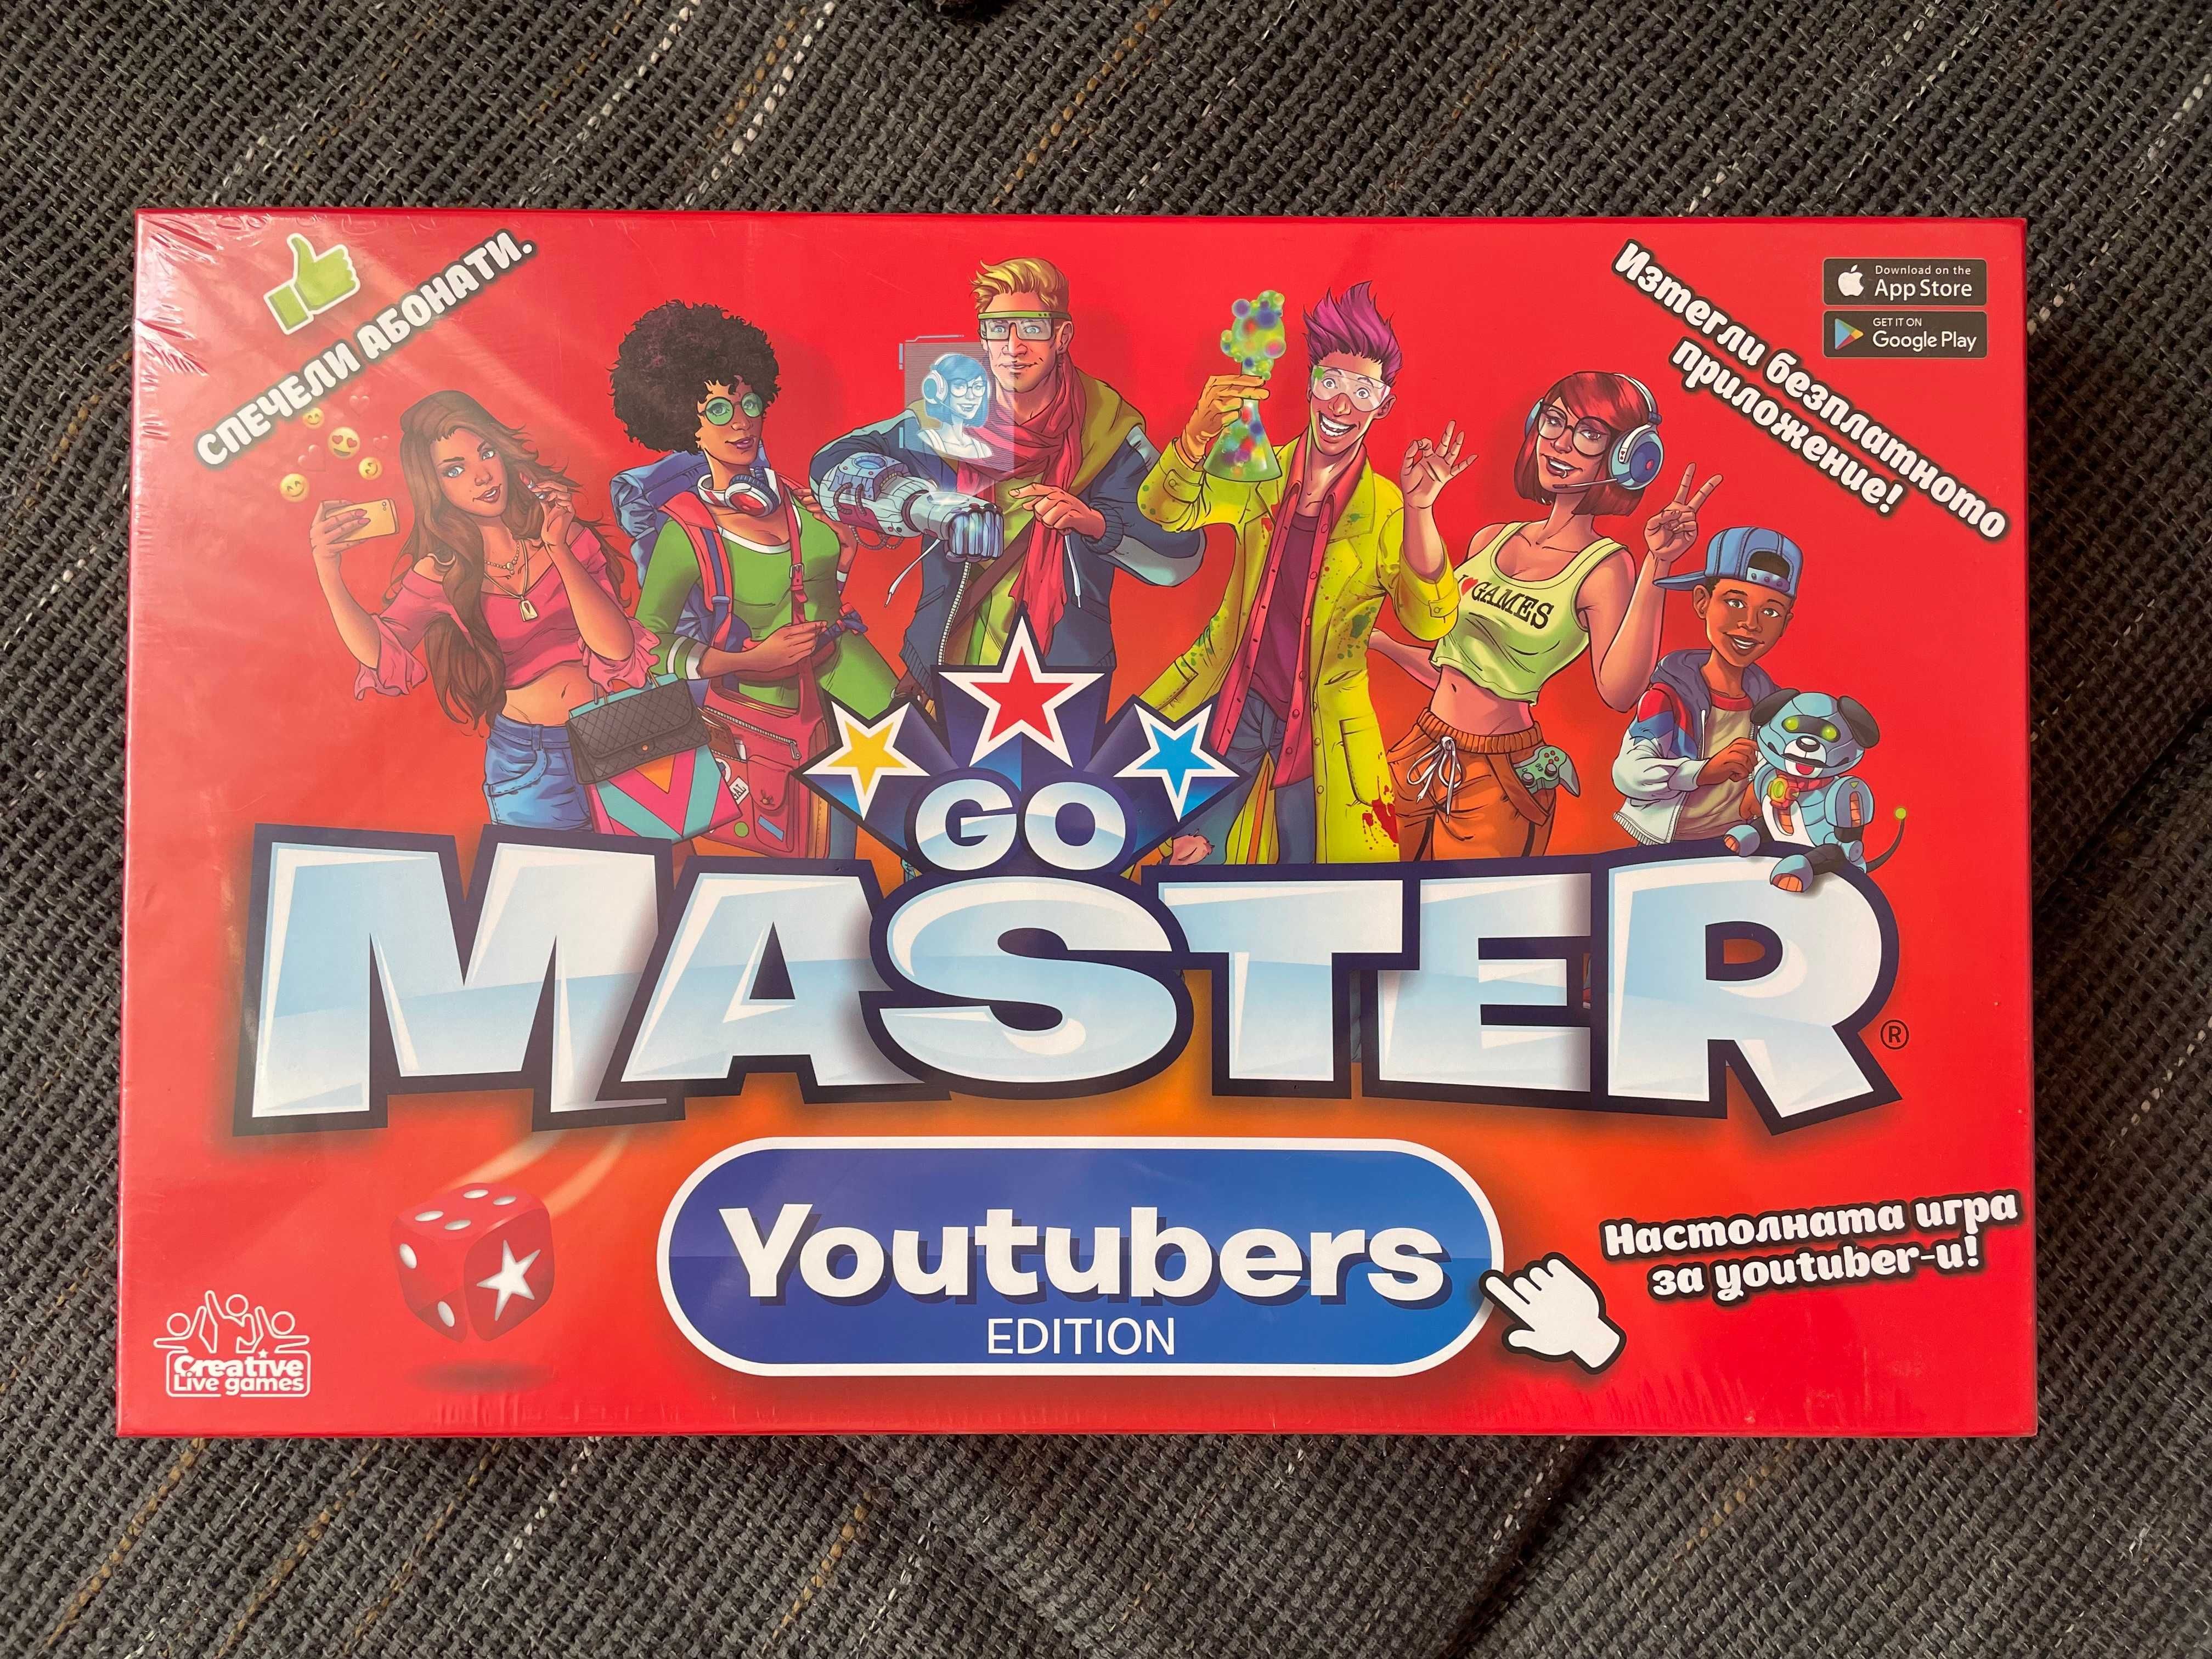 СПЕЧЕЛИ АБОНАТИ.
Изтегли безплатното
приложение!
Download on the
App Store
GET IT ON
Google Play
I GAMES
GO
MASTER
®
Youtubers
EDITION
Настолната игра
за youtuber-и!
Creative
Live games